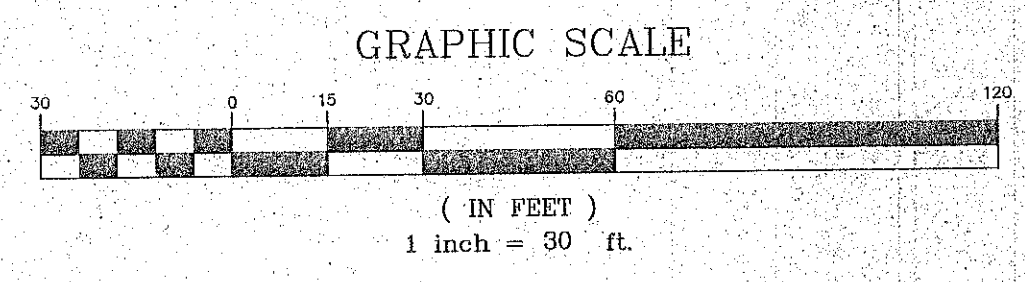 GRAPHIC SCALE
30 0 15 30 60 120
( IN FEET )
1 inch = 30 ft.